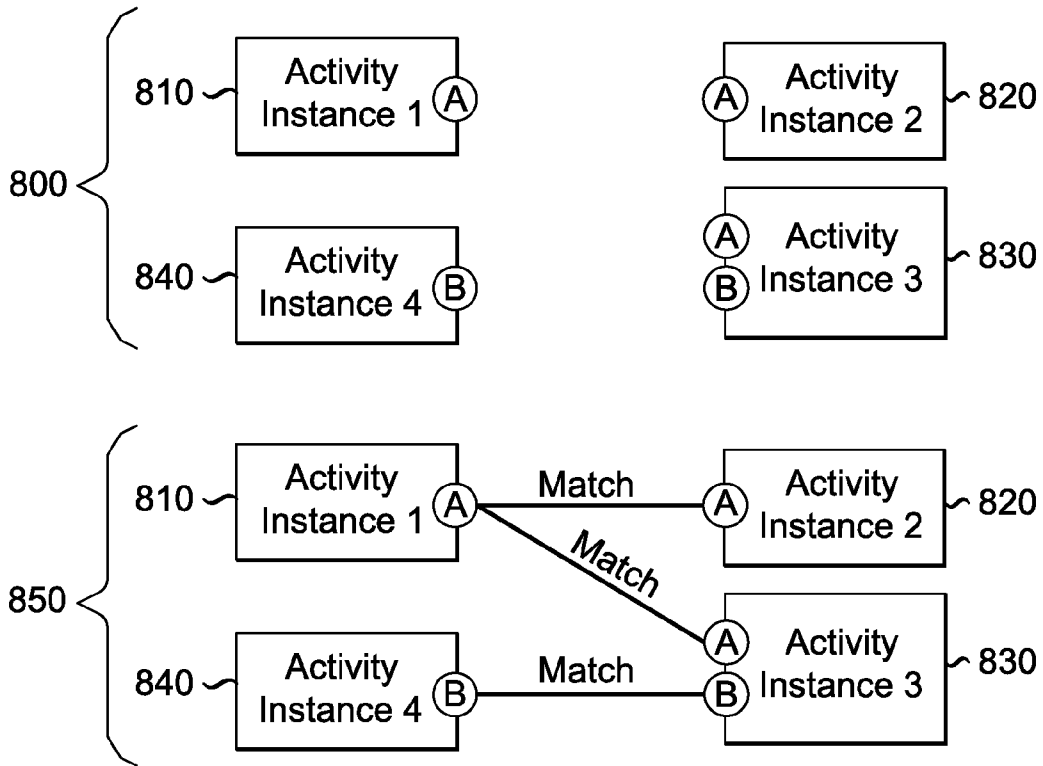 810
Activity
Instance 1
A
A
Activity
Instance 2
820
800
840
Activity
Instance 4
B
A
B
Activity
Instance 3
830
810
Activity
Instance 1
A
Match
A
Activity
Instance 2
820
Match
850
840
Activity
Instance 4
B
Match
A
B
Activity
Instance 3
830